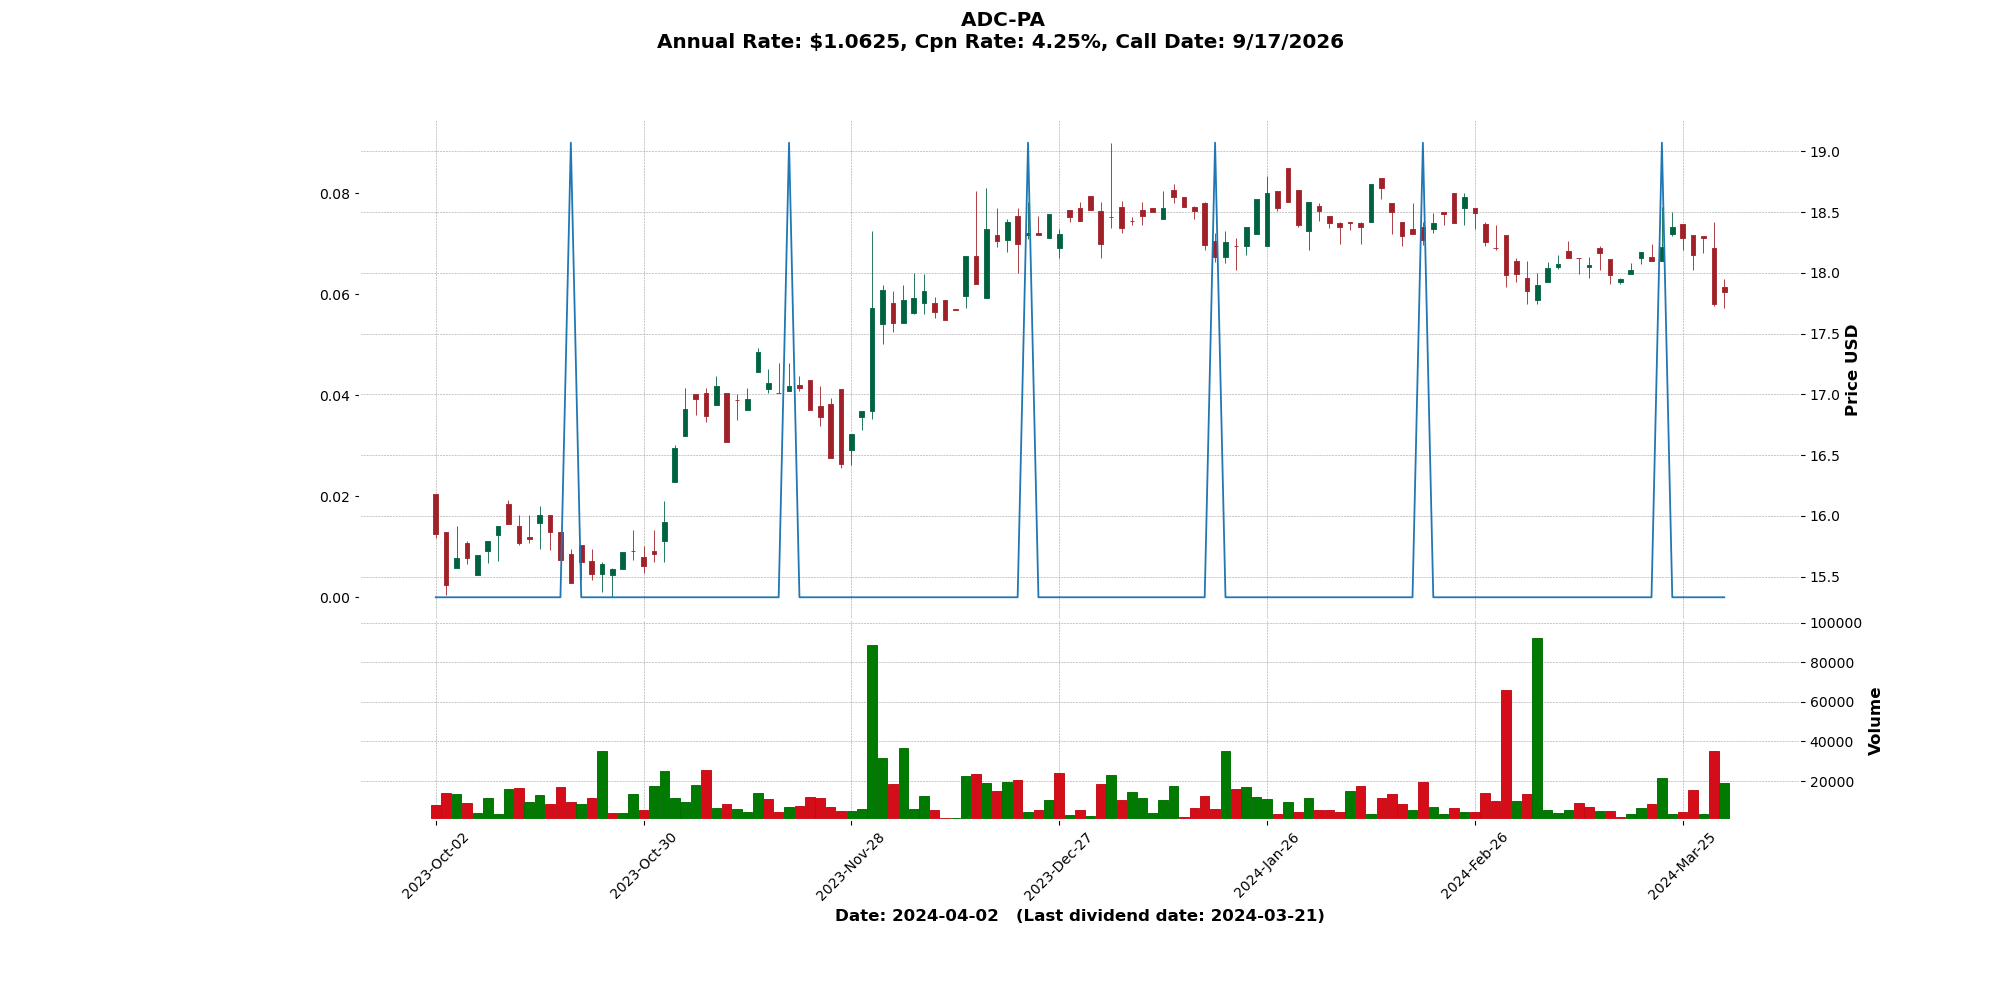 ADC-PA
Annual Rate: $1.0625, Cpn Rate: 4.25%, Call Date: 9/17/2026
0.08
0.06
0.04
0.02
0.00
19.0
18.5
18.0
17.5
17.0
16.5
16.0
15.5
Price USD
100000
80000
60000
40000
20000
Volume
2023-Oct-02
2023-Oct-30
2023-Nov-28
2023-Dec-27
2024-Jan-26
2024-Feb-26
2024-Mar-25
Date: 2024-04-02 (Last dividend date: 2024-03-21)